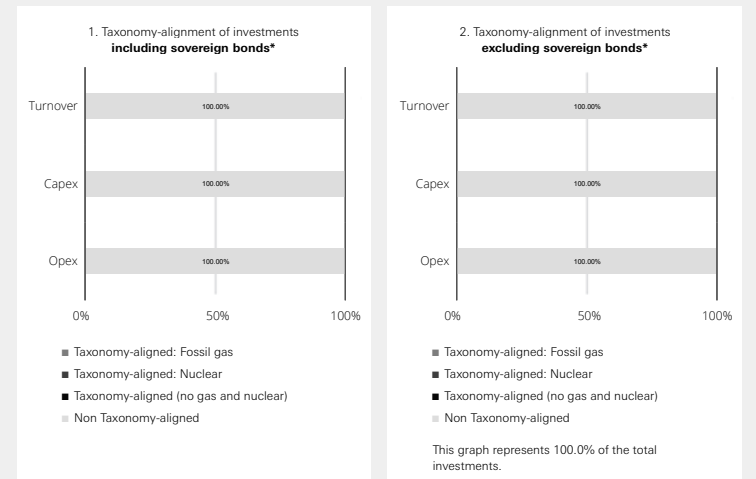 1. Taxonomy-alignment of investments
including sovereign bonds*
Turnover
100.00%
Capex
100.00%
Opex
100.00%
0%
50%
100%
Taxonomy-aligned: Fossil gas
Taxonomy-aligned: Nuclear
Taxonomy-aligned (no gas and nuclear)
Non Taxonomy-aligned
2. Taxonomy-alignment of investments
excluding sovereign bonds*
Turnover
100.00%
Capex
100.00%
Opex
100.00%
0%
50%
100%
Taxonomy-aligned: Fossil gas
Taxonomy-aligned: Nuclear
Taxonomy-aligned (no gas and nuclear)
Non Taxonomy-aligned
This graph represents 100.0% of the total
investments.